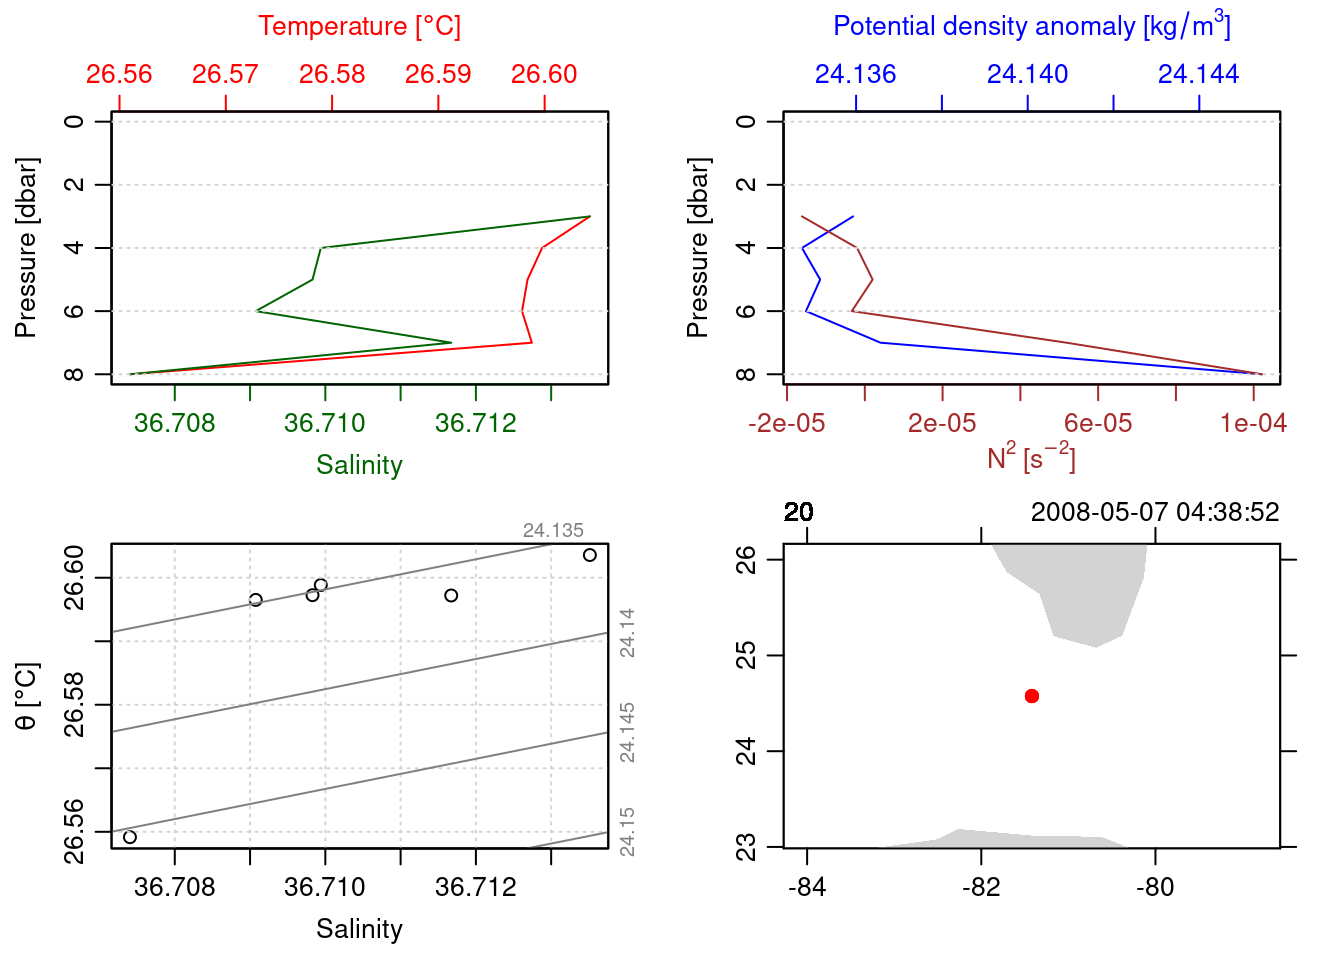 Temperature [°C]
26.56 26.57 26.58 26.59 26.60
0
2
4
6
8
Pressure [dbar]
36.708 36.710 36.712
Salinity
Potential density anomaly [kg/m³]
24.136 24.140 24.144
0
2
4
6
8
Pressure [dbar]
-2e-05 2e-05 6e-05 1e-04
N² [s⁻²]
24.135
26.60
26.58
26.56
θ [°C]
24.14
24.145
24.15
36.708 36.710 36.712
Salinity
20 2008-05-07 04:38:52
26
25
24
23
-84 -82 -80